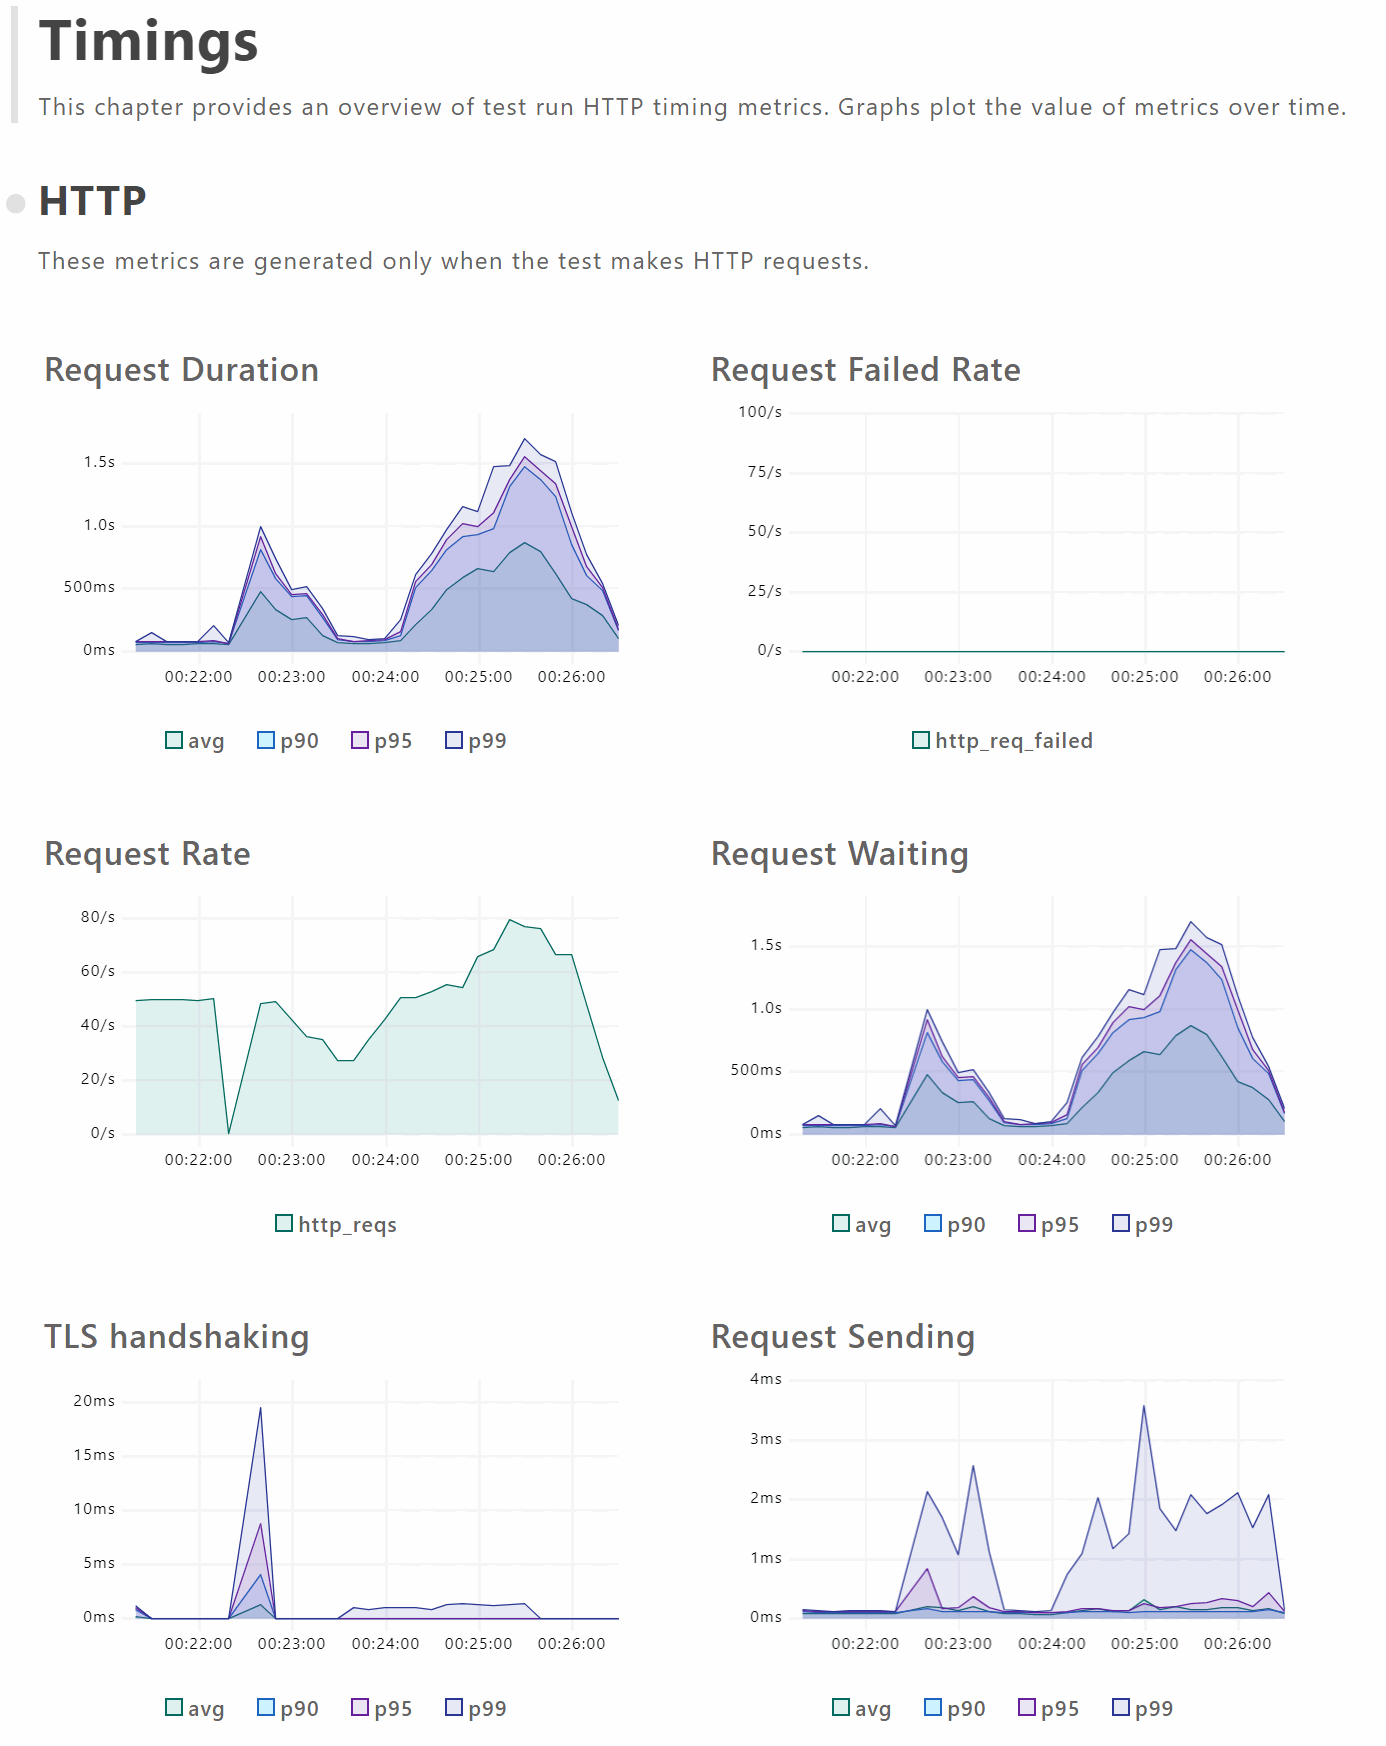 Timings
This chapter provides an overview of test run HTTP timing metrics. Graphs plot the value of metrics over time.
HTTP
These metrics are generated only when the test makes HTTP requests.
Request Duration
1.5s
1.0s
500ms
0ms
00:22:00 00:23:00 00:24:00 00:25:00 00:26:00
avg p90 p95 p99
Request Failed Rate
100/s
75/s
50/s
25/s
0/s
00:22:00 00:23:00 00:24:00 00:25:00 00:26:00
http_req_failed
Request Rate
80/s
60/s
40/s
20/s
0/s
00:22:00 00:23:00 00:24:00 00:25:00 00:26:00
http_reqs
Request Waiting
1.5s
1.0s
500ms
0ms
00:22:00 00:23:00 00:24:00 00:25:00 00:26:00
avg p90 p95 p99
TLS handshaking
20ms
15ms
10ms
5ms
0ms
00:22:00 00:23:00 00:24:00 00:25:00 00:26:00
avg p90 p95 p99
Request Sending
4ms
3ms
2ms
1ms
0ms
00:22:00 00:23:00 00:24:00 00:25:00 00:26:00
avg p90 p95 p99